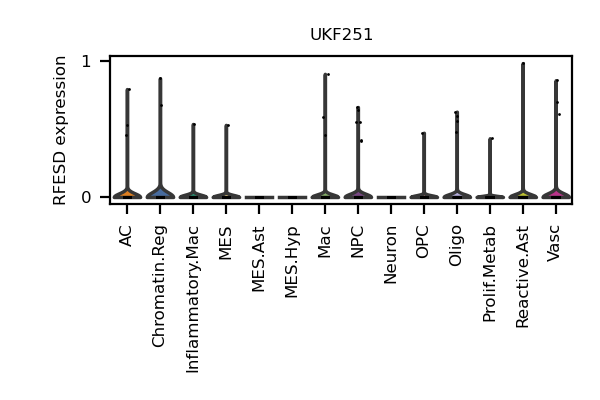 UKF251
RFESD expression
1
0
AC
Chromatin.Reg
Inflammatory.Mac
MES
MES.Ast
MES.Hyp
Mac
NPC
Neuron
OPC
Oligo
Prolif.Metab
Reactive.Ast
Vasc